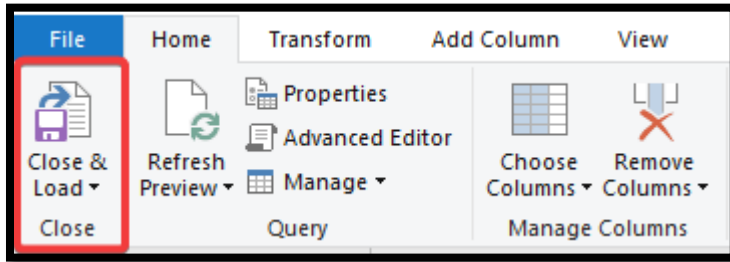 File Home Transform Add Column View
Close &
Load
Refresh
Preview
Properties
Advanced Editor
Manage
Choose
Columns
Remove
Columns
Close
Query
Manage Columns